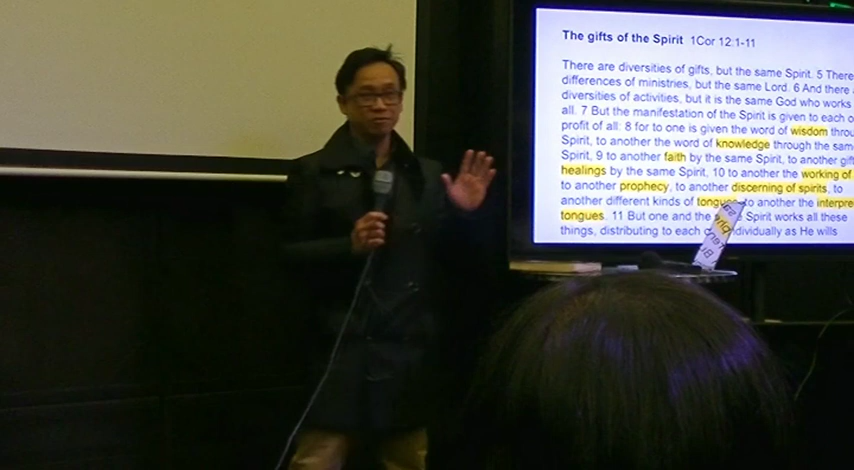 The gifts of the Spirit 1Cor 12:1-11
There are diversities of gifts, but the same Spirit. 5 There
differences of ministries, but the same Lord. 6 And there
diversities of activities, but it is the same God who works
all. 7 But the manifestation of the Spirit is given to each
profit of all: 8 for to one is given the word of wisdom
Spirit, to another the word of knowledge through the
Spirit, 9 to another faith by the same Spirit, to another
healings by the same Spirit, 10 to another the working of
to another prophecy, to another discerning of spirits, to
another different kinds of tongues, to another the
tongues. 11 But one and the Spirit works all these
things, distributing to each as He wills